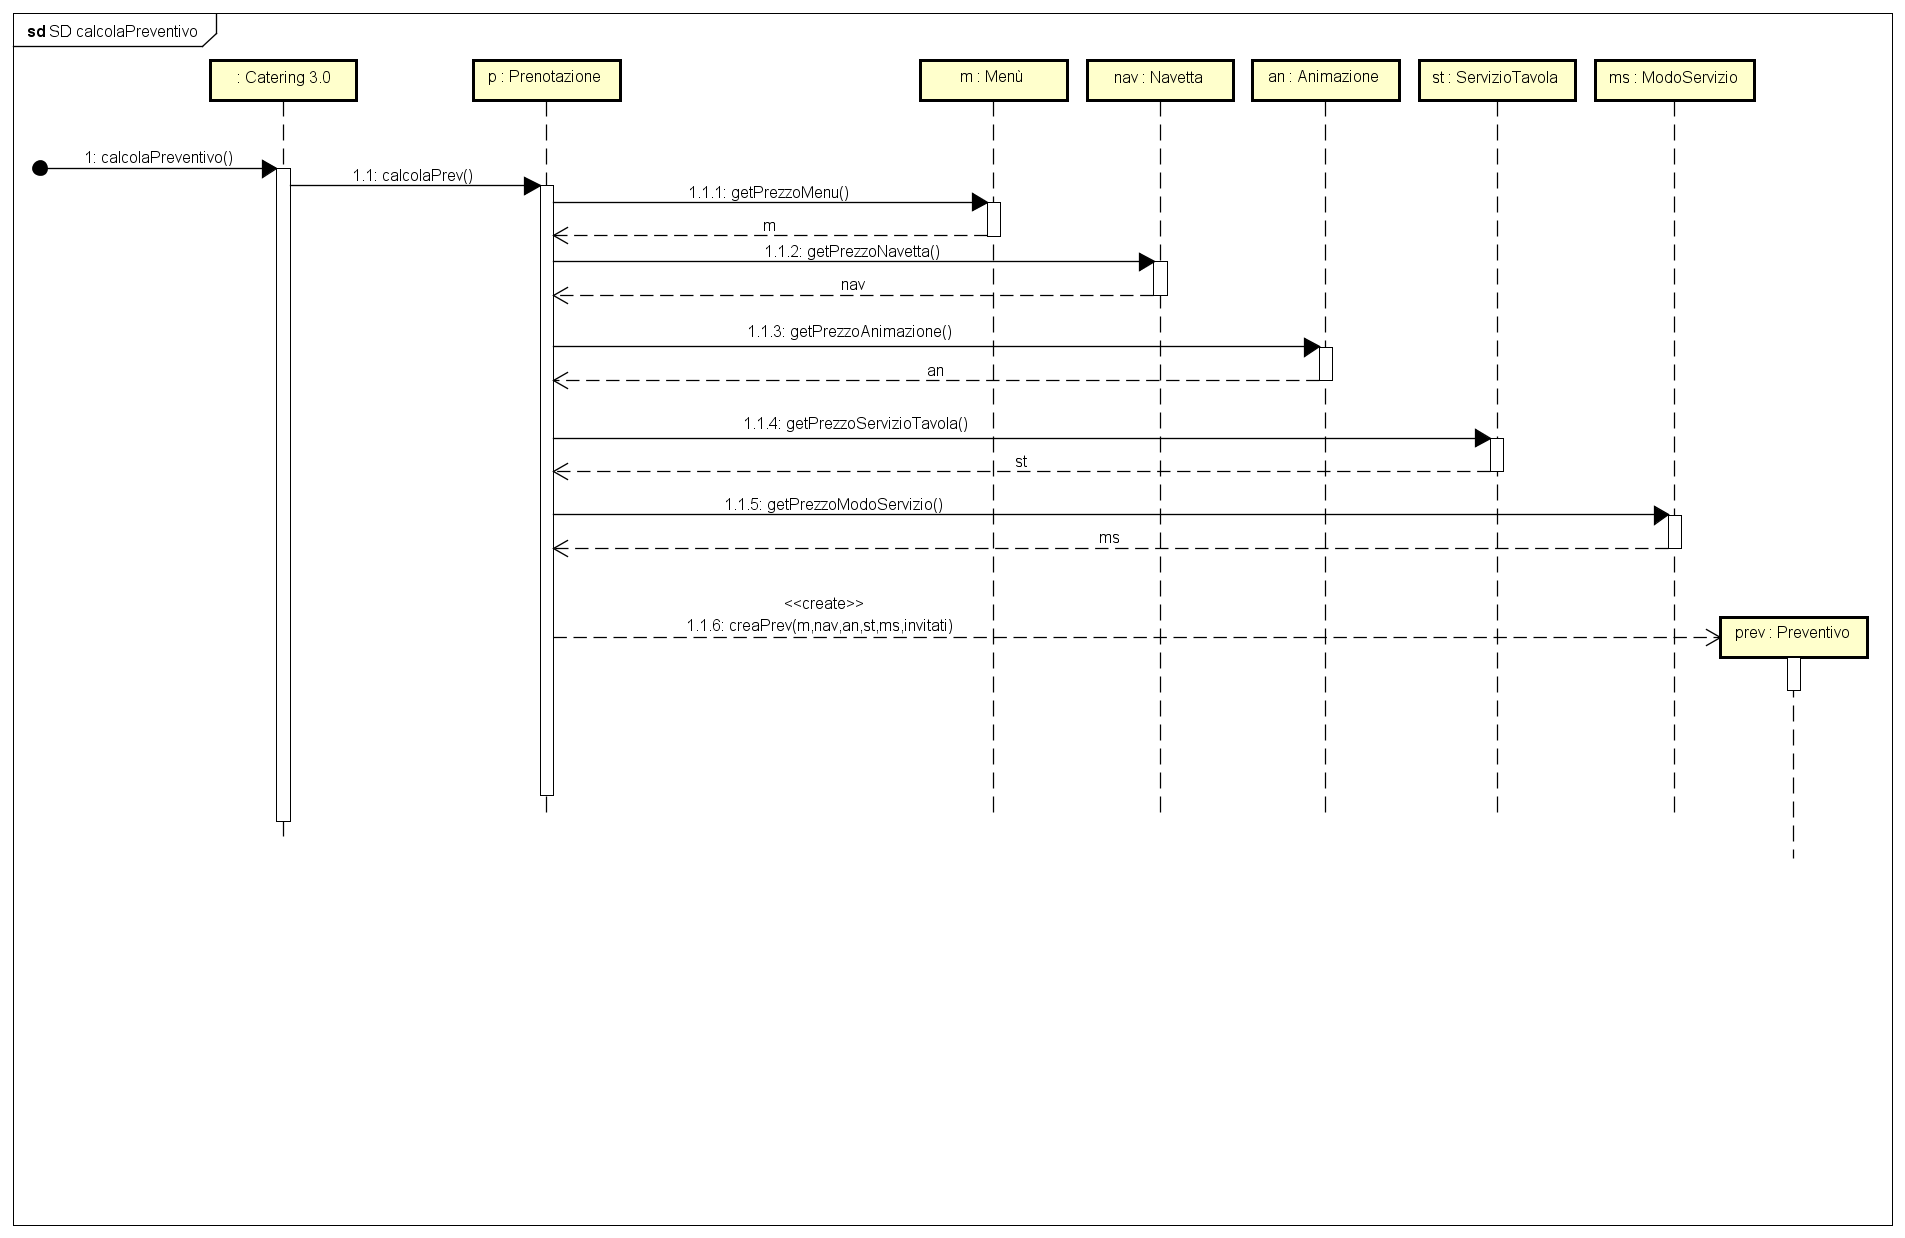 sd SD calcolaPreventivo
: Catering 3.0
p : Prenotazione
m : Menù
nav : Navetta
an : Animazione
st : ServizioTavola
ms : ModoServizio
1: calcolaPreventivo()
1.1: calcolaPrev()
1.1.1: getPrezzoMenu()
m
1.1.2: getPrezzoNavetta()
nav
1.1.3: getPrezzoAnimazione()
an
1.1.4: getPrezzoServizioTavola()
st
1.1.5: getPrezzoModoServizio()
ms
<<create>>
1.1.6: creaPrev(m,nav,an,st,ms,invitati)
prev : Preventivo